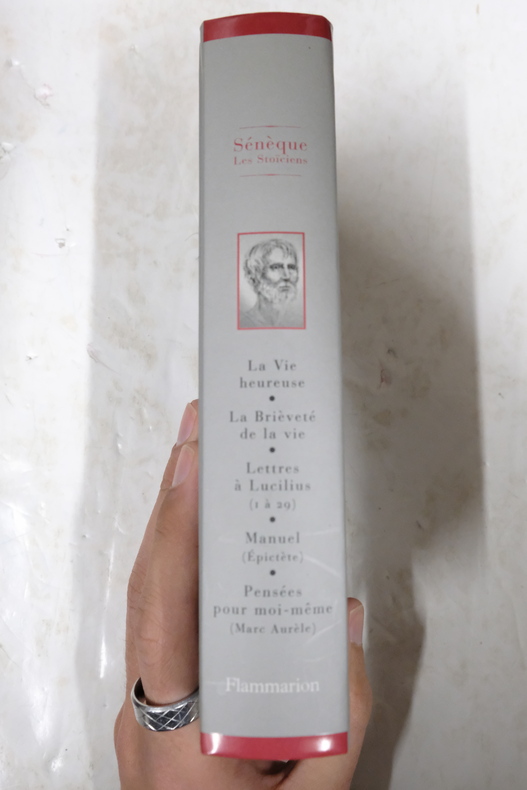 Sénèque
Les Stoïciens
La Vie
heureuse
La Brièveté
de la vie
Lettres
à Lucilius
(1 à 29)
Manuel
(Épictète)
Pensées
pour moi-même
(Marc Aurèle)
Flammarion